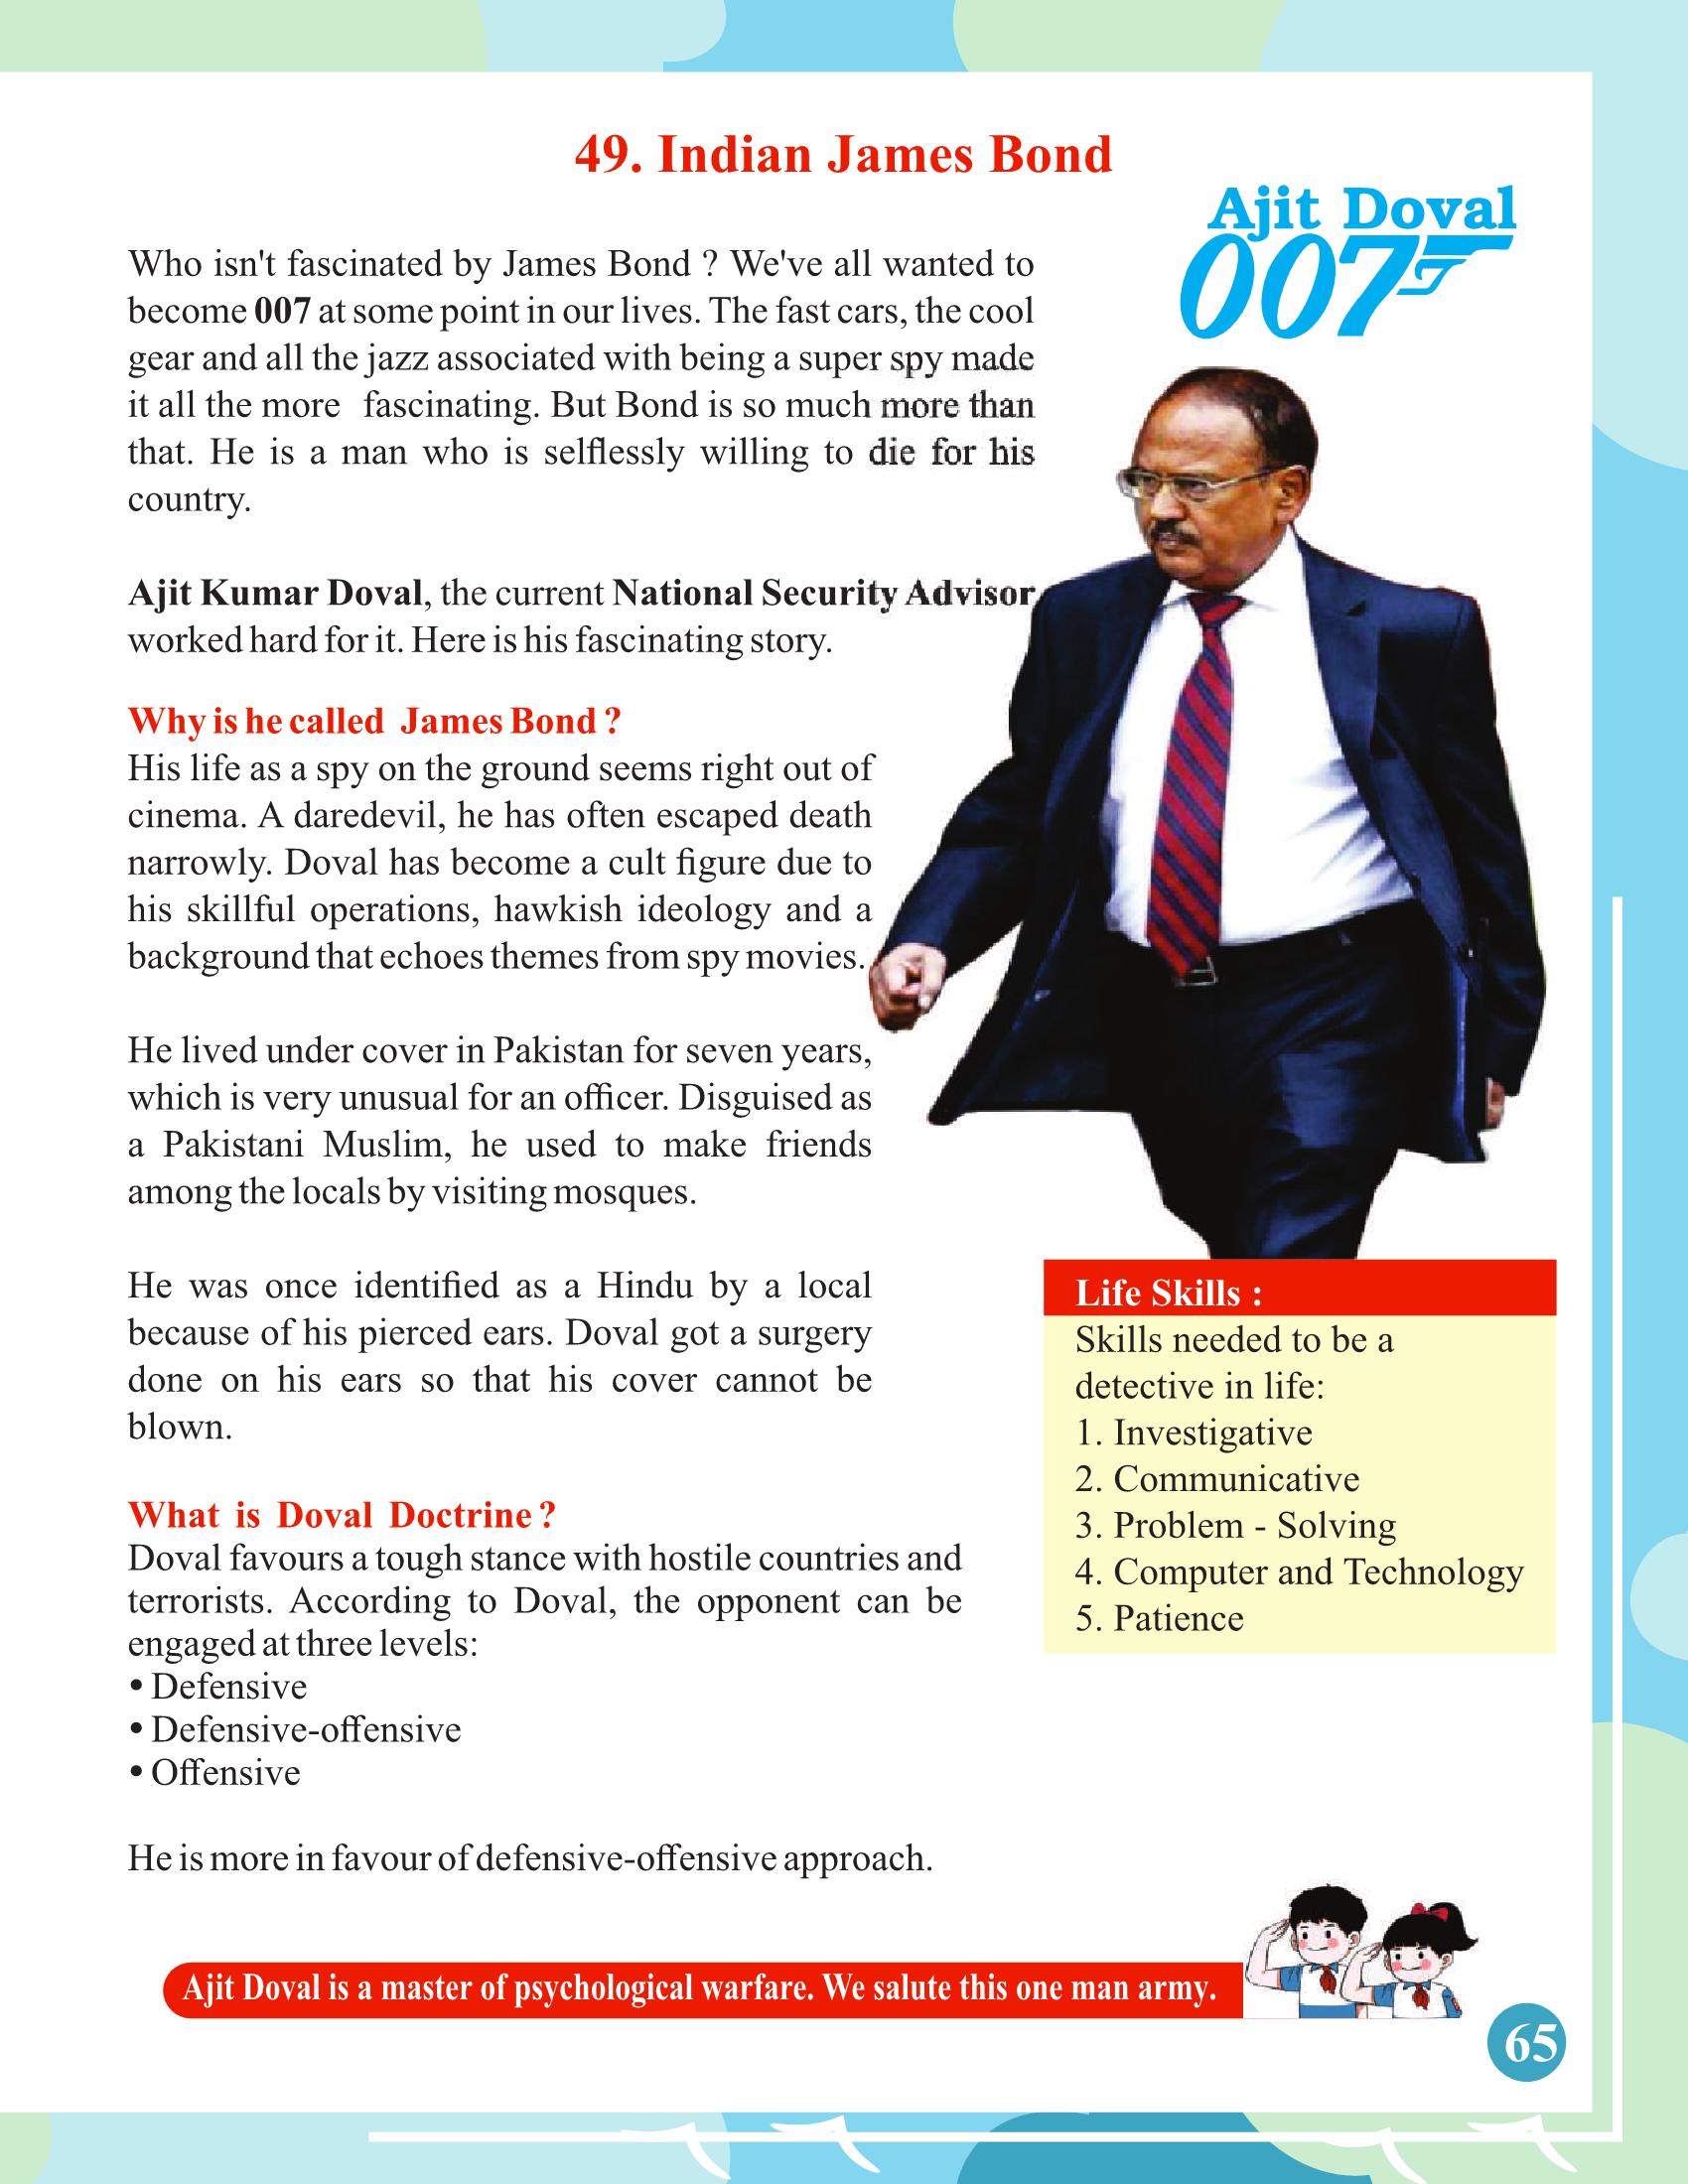 49. Indian James Bond
Ajit Doval
007
Who isn't fascinated by James Bond ? We've all wanted to
become 007 at some point in our lives. The fast cars, the cool
gear and all the jazz associated with being a super spy made
it all the more fascinating. But Bond is so much more than
that. He is a man who is selflessly willing to die for his
country.
Ajit Kumar Doval, the current National Security Advisor
worked hard for it. Here is his fascinating story.
Why is he called James Bond ?
His life as a spy on the ground seems right out of
cinema. A daredevil, he has often escaped death
narrowly. Doval has become a cult figure due to
his skillful operations, hawkish ideology and a
background that echoes themes from spy movies.
He lived under cover in Pakistan for seven years,
which is very unusual for an officer. Disguised as
a Pakistani Muslim, he used to make friends
among the locals by visiting mosques.
He was once identified as a Hindu by a local
because of his pierced ears. Doval got a surgery
done on his ears so that his cover cannot be
blown.
What is Doval Doctrine ?
Doval favours a tough stance with hostile countries and
terrorists. According to Doval, the opponent can be
engaged at three levels:
• Defensive
• Defensive-offensive
• Offensive
He is more in favour of defensive-offensive approach.
Life Skills :
Skills needed to be a
detective in life:
1. Investigative
2. Communicative
3. Problem - Solving
4. Computer and Technology
5. Patience
Ajit Doval is a master of psychological warfare. We salute this one man army.
65